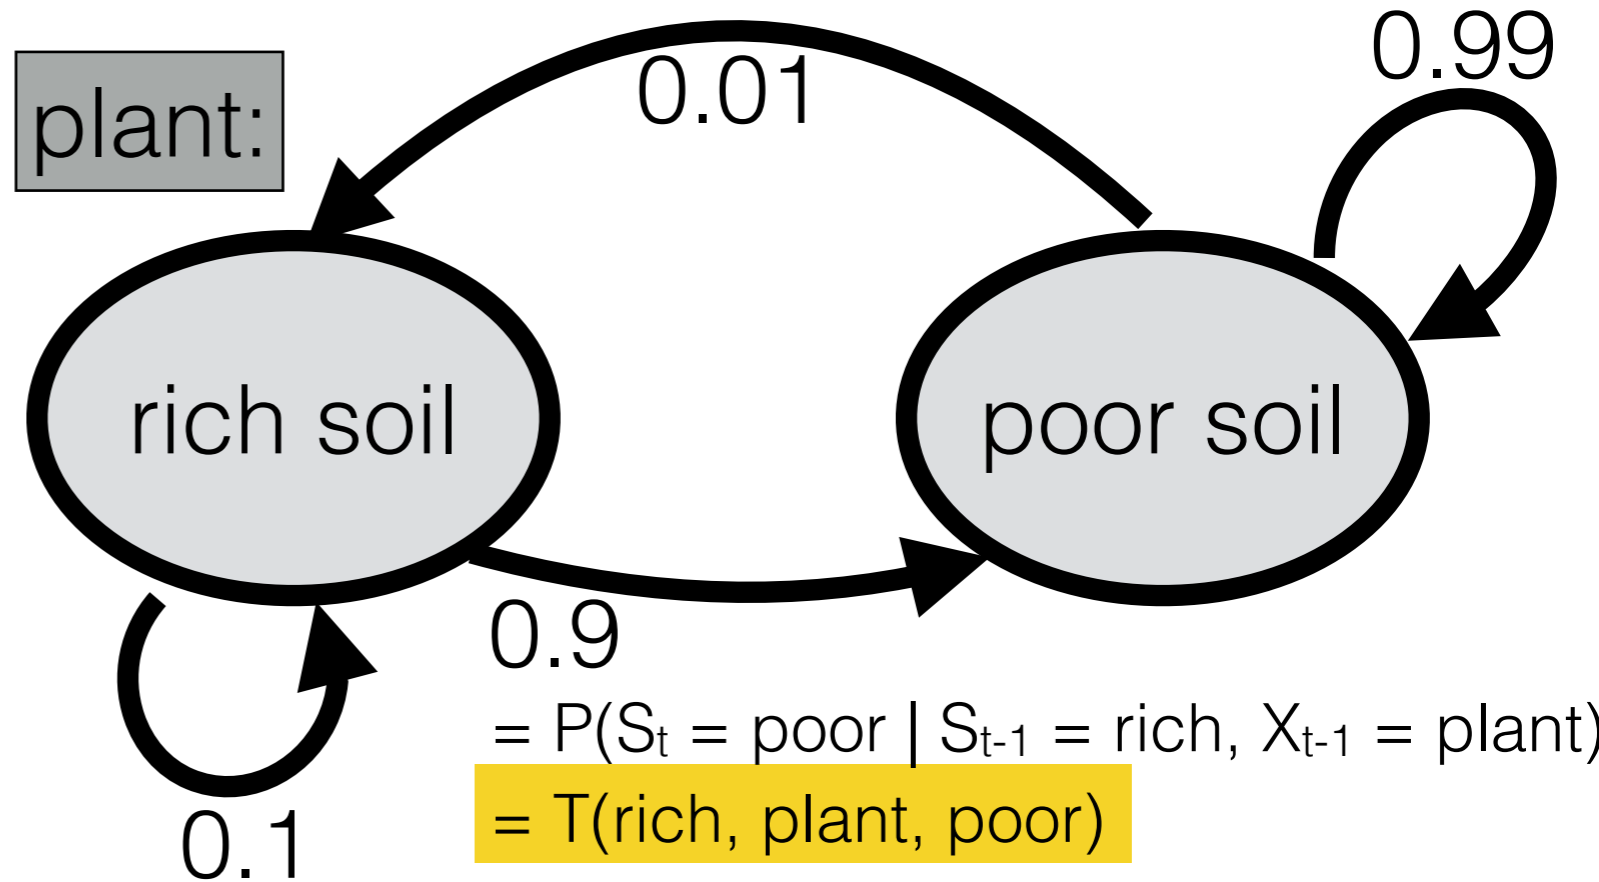 0.99
0.01
plant:
rich soil
poor soil
0.9
= P(Sₜ = poor | Sₜ₋₁ = rich, Xₜ₋₁ = plant)
= T(rich, plant, poor)
0.1